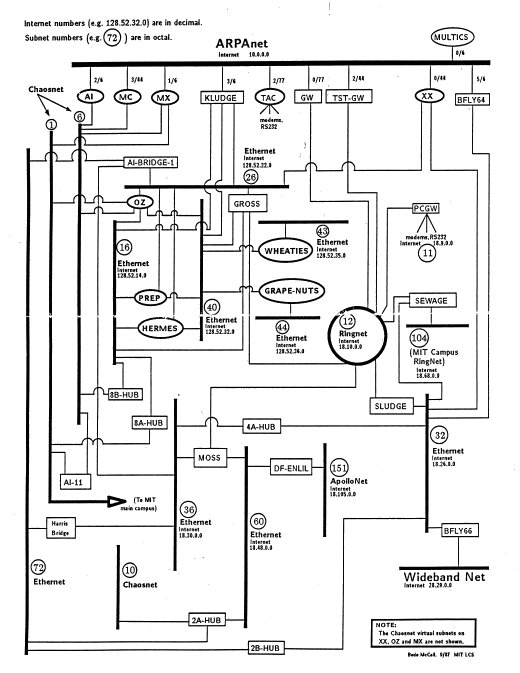 Internet numbers (e.g. 128.52.32.0) are in decimal.
Subnet numbers (e.g. 72 ) are in octal.
ARPAnet
Internet 10.0.0.0
MULTICS
0/6
Chaosnet
2/6
3/44
1/6
3/6
2/77
0/77
2/44
0/44
5/6
AI
MC
MX
KLUDGE
TAC
GW
TST-GW
XX
BFLY64
modems,
RS232
1
6
AI-BRIDGE-1
Ethernet
Internet
128.52.22.0
26
OZ
GROSS
PCGW
modems,RS232
Internet 18.9.0.0
11
16
Ethernet
Internet
128.52.14.0
43
Ethernet
Internet
128.52.35.0
WHEATIES
GRAPE-NUTS
PREP
HERMES
40
Ethernet
Internet
128.52.32.0
44
Ethernet
Internet
128.52.36.0
12
Ringnet
Internet
18.10.0.0
SEWAGE
104
(MIT Campus
RingNet)
Internet
18.68.0.0
8B-HUB
SLUDGE
8A-HUB
4A-HUB
32
Ethernet
Internet
18.26.0.0
MOSS
DF-ENLIL
151
ApolloNet
Internet
18.105.0.0
AI-11
(To MIT
main campus)
36
Ethernet
Internet
18.30.0.0
60
Ethernet
Internet
18.48.0.0
Harris
Bridge
BFLY66
72
Ethernet
10
Chaosnet
Wideband Net
Internet 28.29.0.0
2A-HUB
2B-HUB
NOTE:
The Chaosnet virtual subnets on
XX, OZ and MX are not shown.
Bede McCall, 9/87 MIT LCS